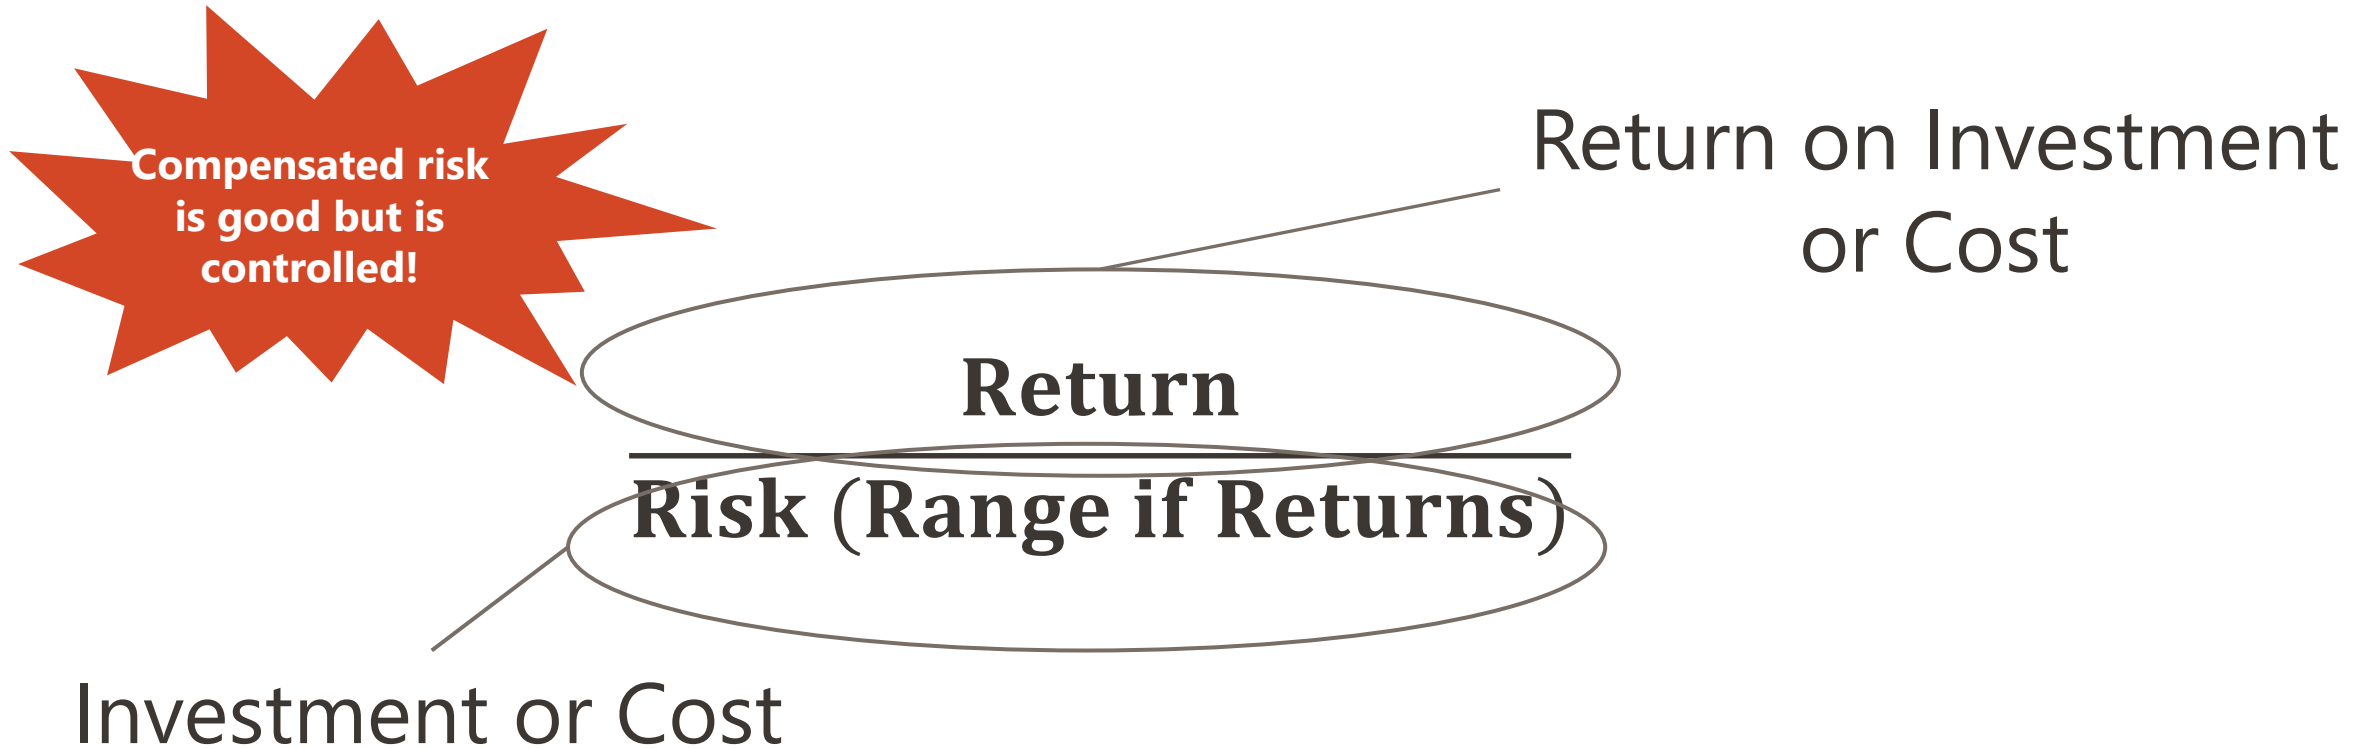 Compensated risk
is good but is
controlled!
Return on Investment
or Cost
Return
Risk (Range if Returns)
Investment or Cost